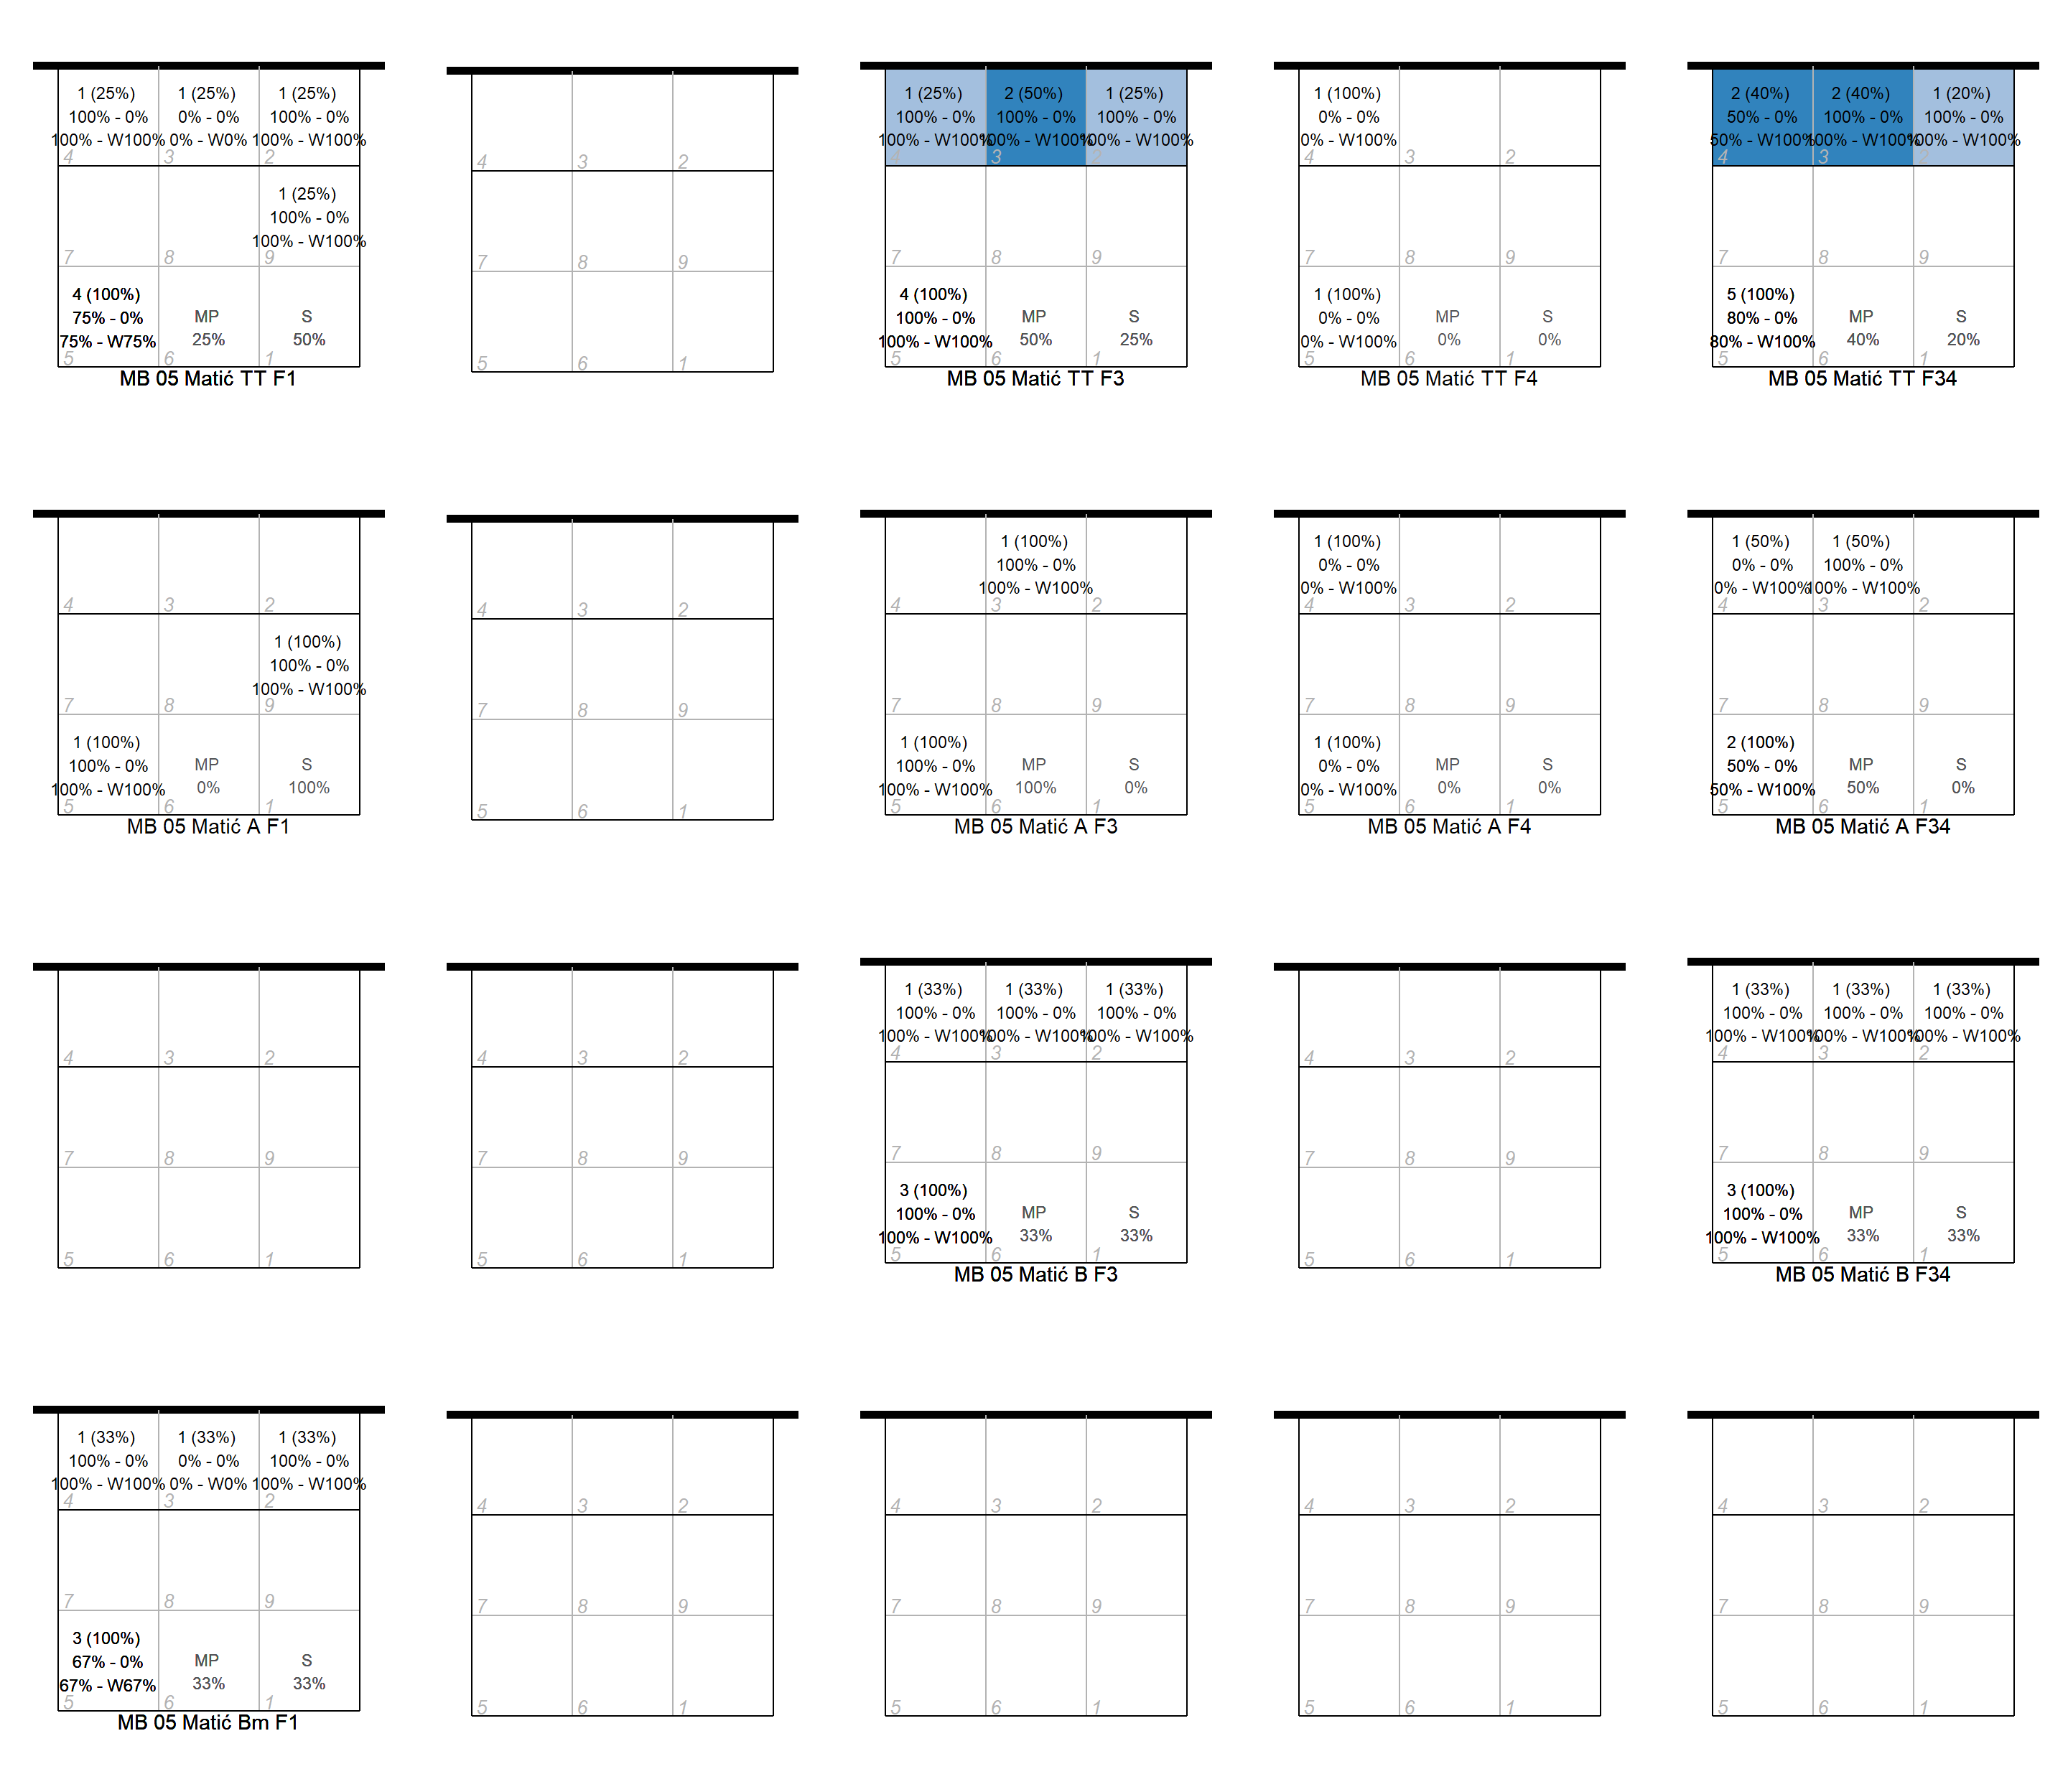 1 (25%) 1 (25%) 1 (25%)
100% - 0% 0% - 0% 100% - 0%
100% - W100% 0% - W0% 100% - W100%
4 3 2
1 (25%)
100% - 0%
100% - W100%
7 8 9
4 (100%)
75% - 0% MP S
75% - W75% 25% 50%
5 6 1
MB 05 Matić TT F1
4 3 2
7 8 9
5 6 1
1 (25%) 2 (50%) 1 (25%)
100% - 0% 100% - 0% 100% - 0%
100% - W100% 100% - W100% 100% - W100%
4 3 2
7 8 9
4 (100%)
100% - 0% MP S
100% - W100% 50% 25%
5 6 1
MB 05 Matić TT F3
1 (100%)
0% - 0%
0% - W100%
4 3 2
7 8 9
1 (100%)
0% - 0% MP S
0% - W100% 0% 0%
5 6 1
MB 05 Matić TT F4
2 (40%) 2 (40%) 1 (20%)
50% - 0% 100% - 0% 100% - 0%
50% - W100% 100% - W100% 100% - W100%
4 3 2
7 8 9
5 (100%)
80% - 0% MP S
80% - W100% 40% 20%
5 6 1
MB 05 Matić TT F34
4 3 2
1 (100%)
100% - 0%
100% - W100%
7 8 9
1 (100%)
100% - 0% MP S
100% - W100% 0% 100%
5 6 1
MB 05 Matić A F1
4 3 2
7 8 9
5 6 1
1 (100%)
100% - 0%
100% - W100%
4 3 2
7 8 9
1 (100%)
100% - 0% MP S
100% - W100% 100% 0%
5 6 1
MB 05 Matić A F3
1 (100%)
0% - 0%
0% - W100%
4 3 2
7 8 9
1 (100%)
0% - 0% MP S
0% - W100% 0% 0%
5 6 1
MB 05 Matić A F4
1 (50%) 1 (50%)
0% - 0% 100% - 0%
0% - W100% 100% - W100%
4 3 2
7 8 9
2 (100%)
50% - 0% MP S
50% - W100% 50% 0%
5 6 1
MB 05 Matić A F34
4 3 2
7 8 9
5 6 1
4 3 2
7 8 9
5 6 1
1 (33%) 1 (33%) 1 (33%)
100% - 0% 100% - 0% 100% - 0%
100% - W100% 100% - W100% 100% - W100%
4 3 2
7 8 9
3 (100%)
100% - 0% MP S
100% - W100% 33% 33%
5 6 1
MB 05 Matić B F3
4 3 2
7 8 9
5 6 1
1 (33%) 1 (33%) 1 (33%)
100% - 0% 100% - 0% 100% - 0%
100% - W100% 100% - W100% 100% - W100%
4 3 2
7 8 9
3 (100%)
100% - 0% MP S
100% - W100% 33% 33%
5 6 1
MB 05 Matić B F34
1 (33%) 1 (33%) 1 (33%)
100% - 0% 0% - 0% 100% - 0%
100% - W100% 0% - W0% 100% - W100%
4 3 2
7 8 9
3 (100%)
67% - 0% MP S
67% - W67% 33% 33%
5 6 1
MB 05 Matić Bm F1
4 3 2
7 8 9
5 6 1
4 3 2
7 8 9
5 6 1
4 3 2
7 8 9
5 6 1
4 3 2
7 8 9
5 6 1